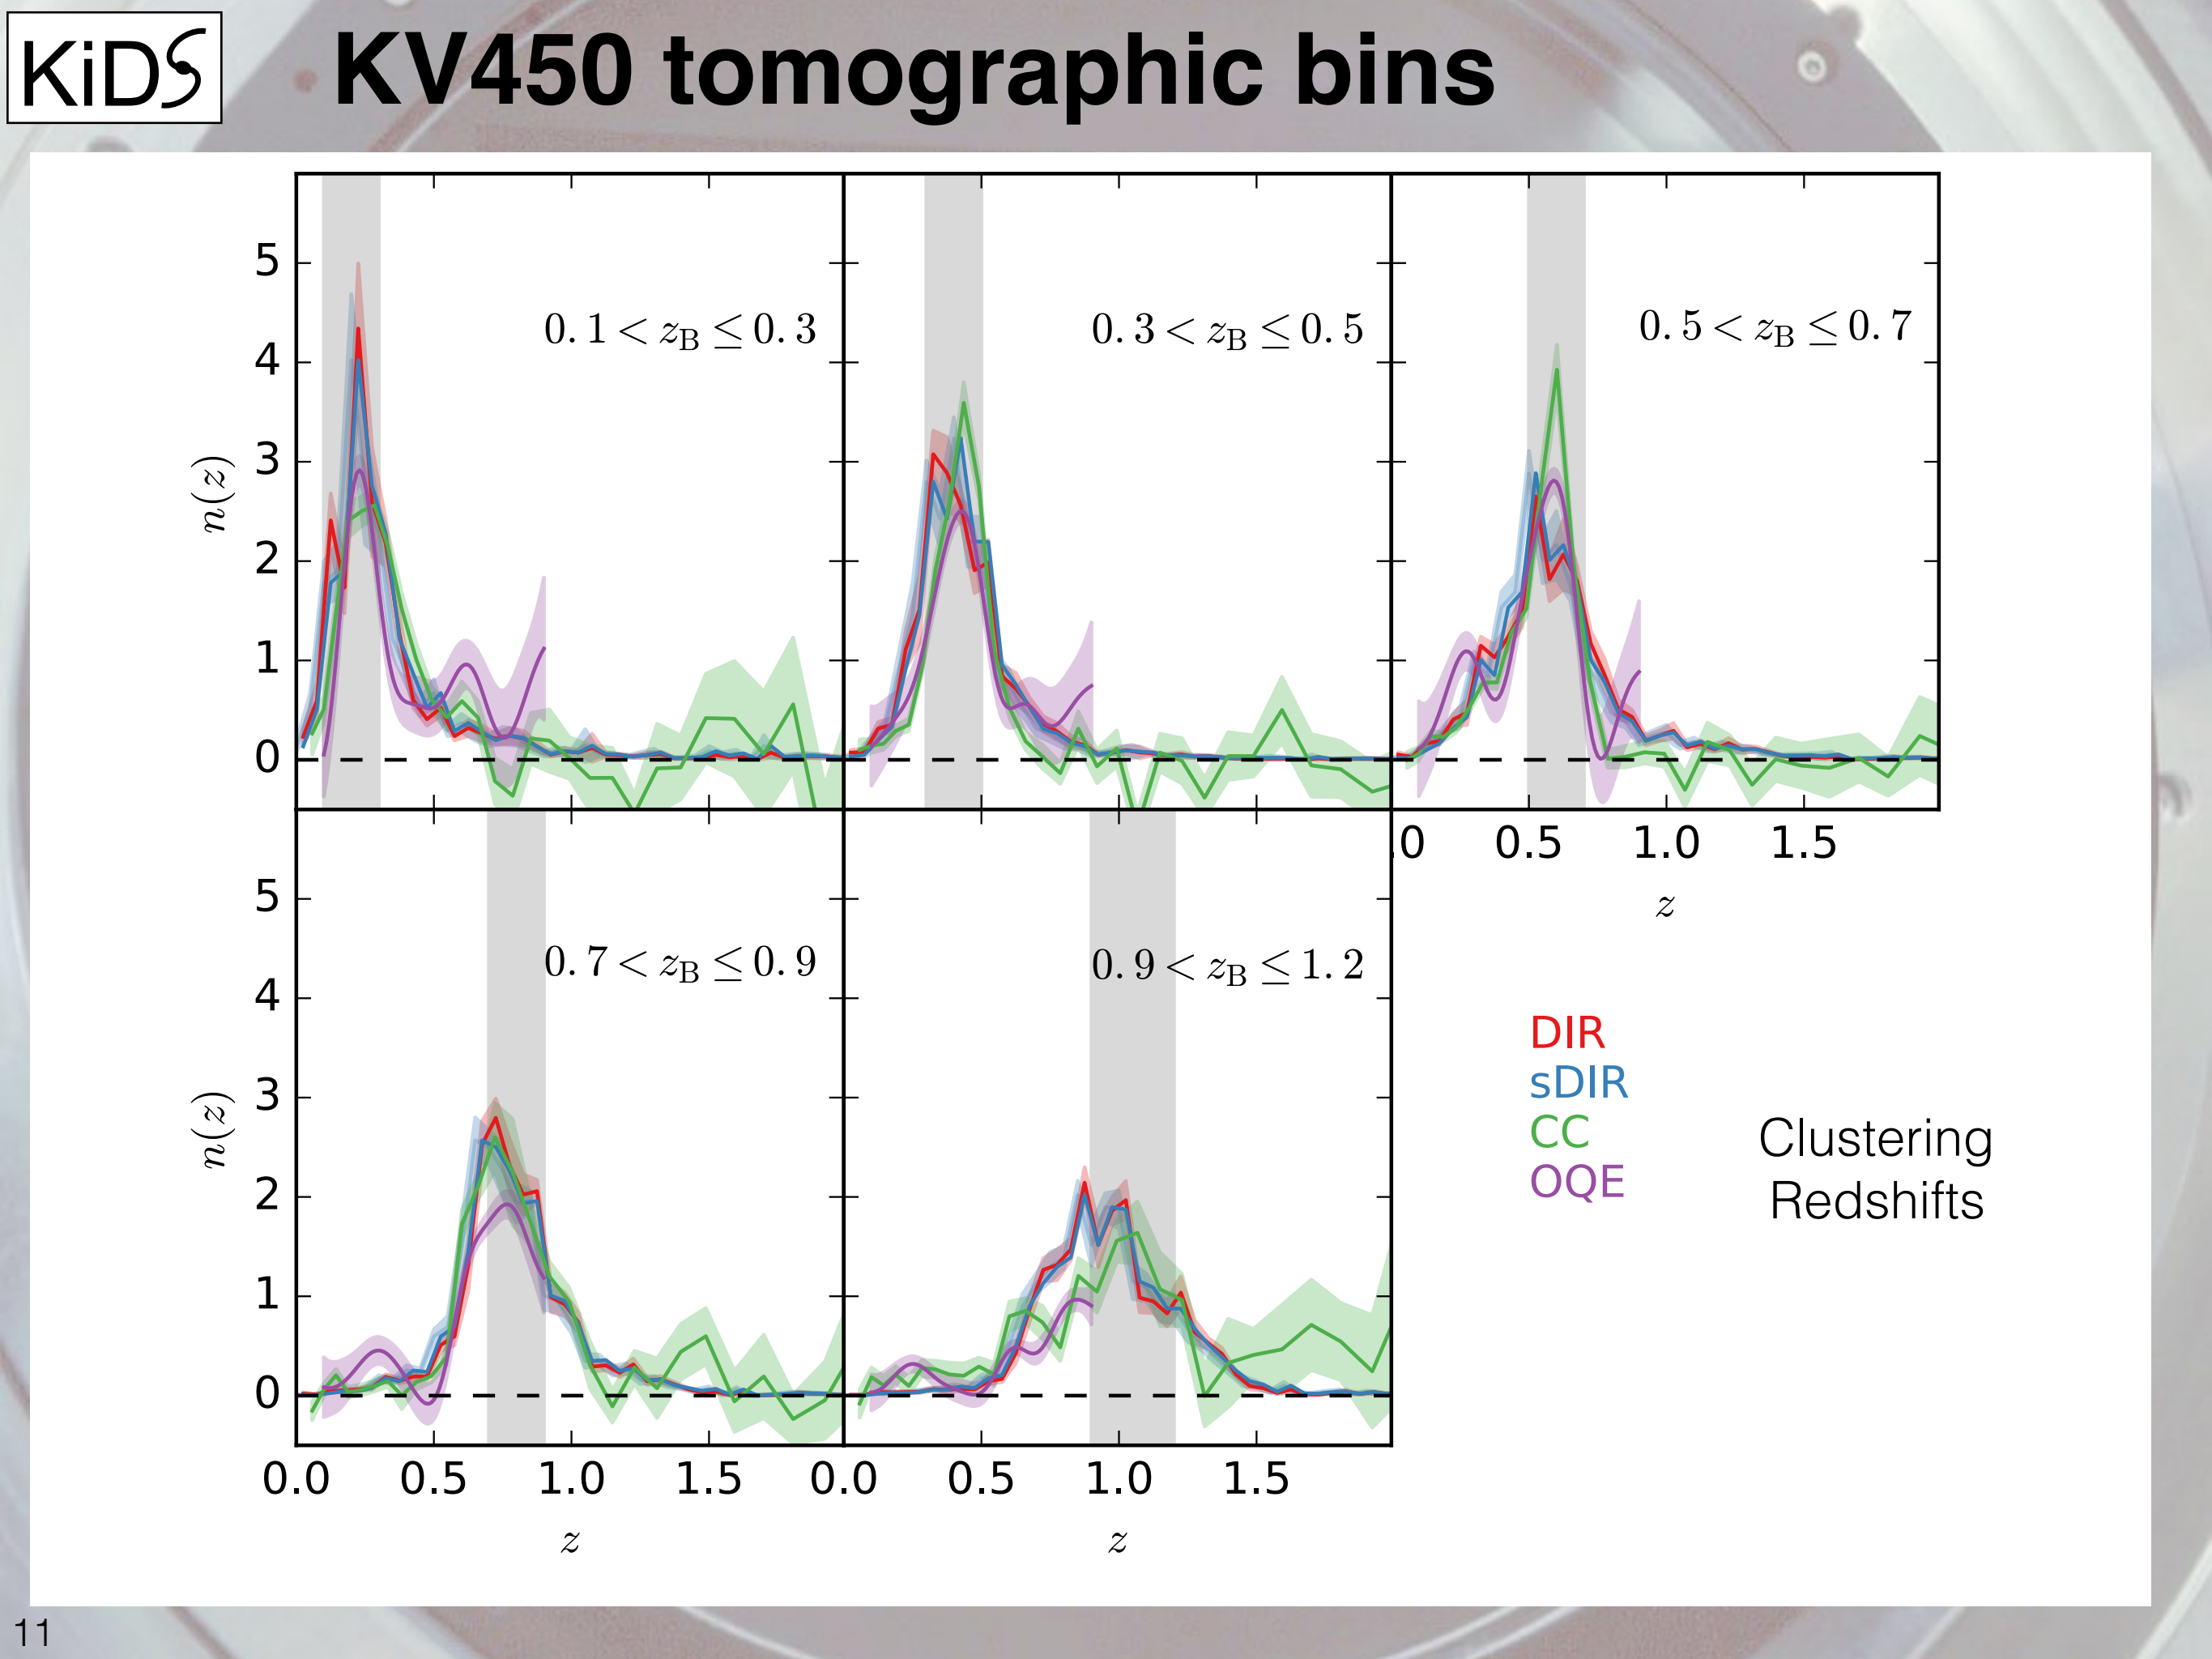 KiDS
KV450 tomographic bins
5
4
3
2
1
0
n(z)
0.1 < z_B ≤ 0.3
0.3 < z_B ≤ 0.5
0.5 < z_B ≤ 0.7
.0 0.5 1.0 1.5
z
5
4
3
2
1
0
n(z)
0.7 < z_B ≤ 0.9
0.9 < z_B ≤ 1.2
0.0 0.5 1.0 1.5 0.0 0.5 1.0 1.5
z
z
DIR
sDIR
CC
OQE
Clustering
Redshifts
11